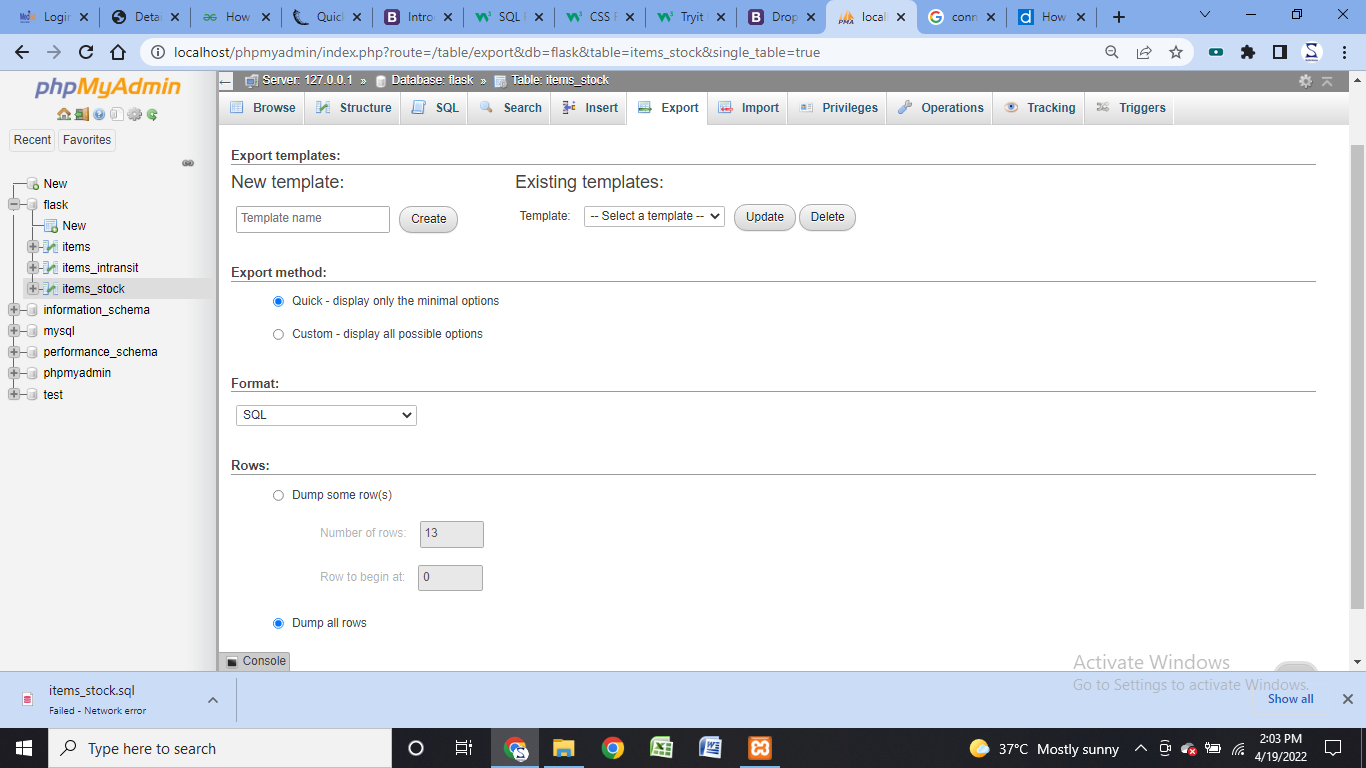 Login
Detai
How
Quic
Intro
SQL
CSS F
Tryit
Drop
locall
conn
How
localhost/phpmyadmin/index.php?route=/table/export&db=flask&table=items_stock&single_table=true
phpMyAdmin
Recent Favorites
New
flask
New
items
items_intransit
items_stock
information_schema
mysql
performance_schema
phpmyadmin
test
Server: 127.0.0.1 » Database: flask » Table: items_stock
Browse Structure SQL Search Insert Export Import Privileges Operations Tracking Triggers
Export templates:
New template: Existing templates:
Template name Create Template: -- Select a template -- Update Delete
Export method:
Quick - display only the minimal options
Custom - display all possible options
Format:
SQL
Rows:
Dump some row(s)
Number of rows: 13
Row to begin at: 0
Dump all rows
Console
Activate Windows
Go to Settings to activate Windows.
items_stock.sql
Failed - Network error
Show all
Type here to search
37°C Mostly sunny
2:03 PM
4/19/2022